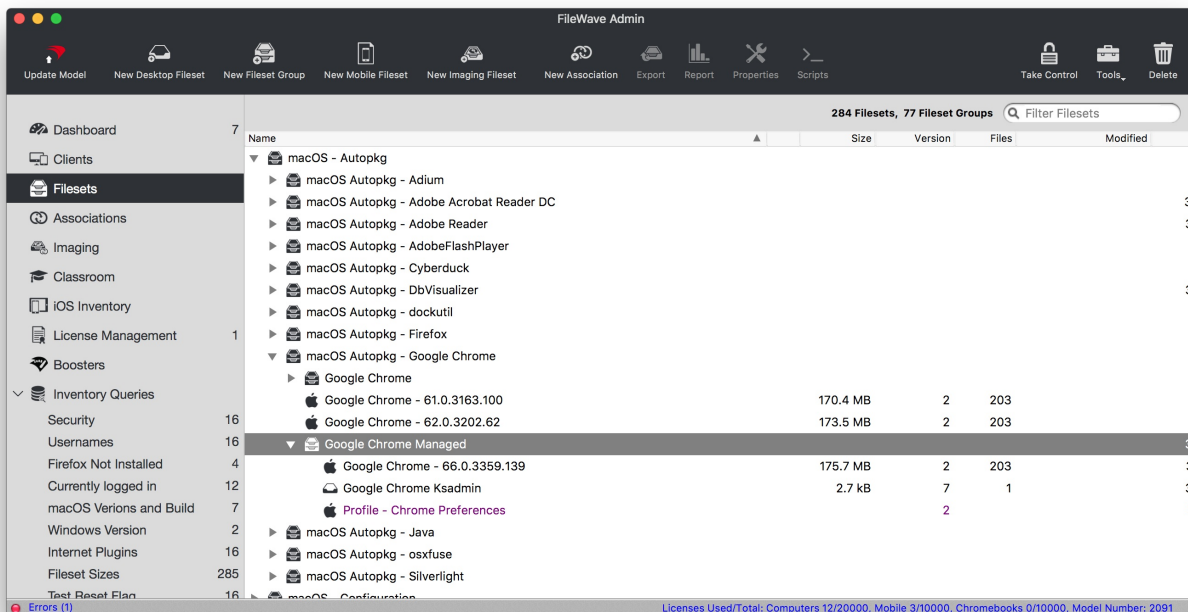 FileWave Admin
Update Model New Desktop Fileset New Fileset Group New Mobile Fileset New Imaging Fileset New Association Export Report Properties Scripts Take Control Tools Delete
284 Filesets, 77 Fileset Groups Filter Filesets
Dashboard 7
Clients
Filesets
Associations
Imaging
Classroom
iOS Inventory
License Management 1
Boosters
Inventory Queries
Security 16
Usernames 16
Firefox Not Installed 4
Currently logged in 12
macOS Verions and Build 7
Windows Version 2
Internet Plugins 16
Fileset Sizes 285
Test Reset Flag 16
Name Size Version Files Modified
macOS - Autopkg
macOS Autopkg - Adium
macOS Autopkg - Adobe Acrobat Reader DC
macOS Autopkg - Adobe Reader
macOS Autopkg - AdobeFlashPlayer
macOS Autopkg - Cyberduck
macOS Autopkg - DbVisualizer
macOS Autopkg - dockutil
macOS Autopkg - Firefox
macOS Autopkg - Google Chrome
Google Chrome
Google Chrome - 61.0.3163.100 170.4 MB 2 203
Google Chrome - 62.0.3202.62 173.5 MB 2 203
Google Chrome Managed
Google Chrome - 66.0.3359.139 175.7 MB 2 203
Google Chrome Ksadmin 2.7 kB 7 1
Profile - Chrome Preferences 2
macOS Autopkg - Java
macOS Autopkg - osxfuse
macOS Autopkg - Silverlight
macOS - Configuration
Errors (1) Licenses Used/Total: Computers 12/20000, Mobile 3/10000, Chromebooks 0/10000, Model Number: 2091